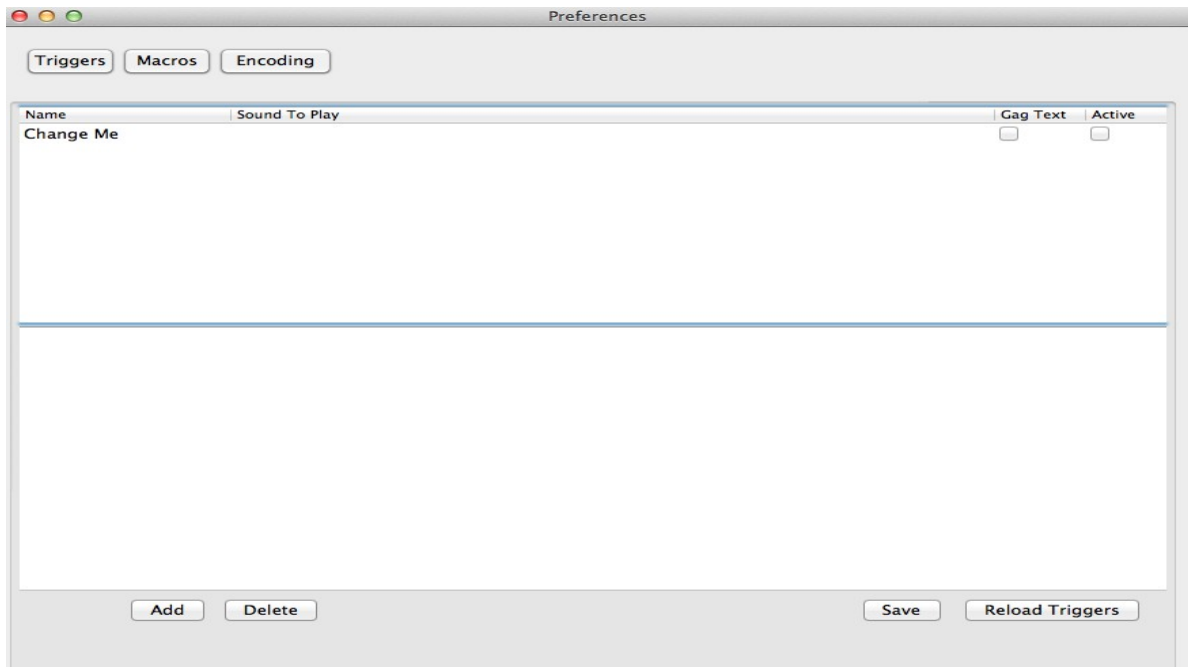 Preferences
Triggers Macros Encoding
Name Sound To Play Gag Text Active
Change Me
Add Delete Save Reload Triggers